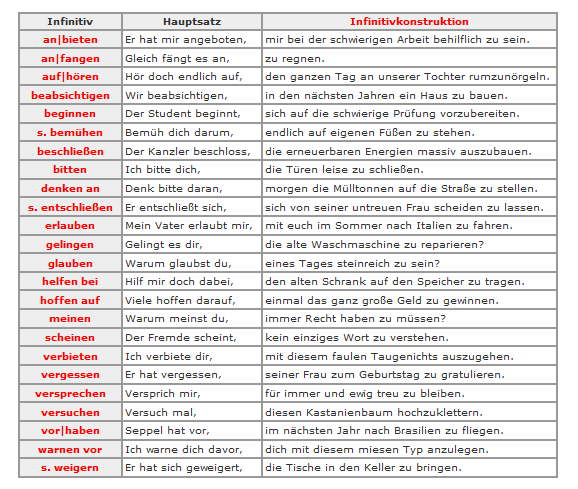 Infinitiv Hauptsatz Infinitivkonstruktion
an|bieten Er hat mir angeboten, mir bei der schwierigen Arbeit behilflich zu sein.
an|fangen Gleich fängt es an, zu regnen.
auf|hören Hör doch endlich auf, den ganzen Tag an unserer Tochter rumzunörgeln.
beabsichtigen Wir beabsichtigen, in den nächsten Jahren ein Haus zu bauen.
beginnen Der Student beginnt, sich auf die schwierige Prüfung vorzubereiten.
s. bemühen Bemüh dich darum, endlich auf eigenen Füßen zu stehen.
beschließen Der Kanzler beschloss, die erneuerbaren Energien massiv auszubauen.
bitten Ich bitte dich, die Türen leise zu schließen.
denken an Denk bitte daran, morgen die Mülltonnen auf die Straße zu stellen.
s. entschließen Er entschließt sich, sich von seiner untreuen Frau scheiden zu lassen.
erlauben Mein Vater erlaubt mir, mit euch im Sommer nach Italien zu fahren.
gelingen Gelingt es dir, die alte Waschmaschine zu reparieren?
glauben Warum glaubst du, eines Tages steinreich zu sein?
helfen bei Hilf mir doch dabei, den alten Schrank auf den Speicher zu tragen.
hoffen auf Viele hoffen darauf, einmal das ganz große Geld zu gewinnen.
meinen Warum meinst du, immer Recht haben zu müssen?
scheinen Der Fremde scheint, kein einziges Wort zu verstehen.
verbieten Ich verbiete dir, mit diesem faulen Taugenichts auszugehen.
vergessen Er hat vergessen, seiner Frau zum Geburtstag zu gratulieren.
versprechen Versprich mir, für immer und ewig treu zu bleiben.
versuchen Versuch mal, diesen Kastanienbaum hochzuklettern.
vor|haben Seppel hat vor, im nächsten Jahr nach Brasilien zu fliegen.
warnen vor Ich warne dich davor, dich mit diesem miesen Typ anzulegen.
s. weigern Er hat sich geweigert, die Tische in den Keller zu bringen.